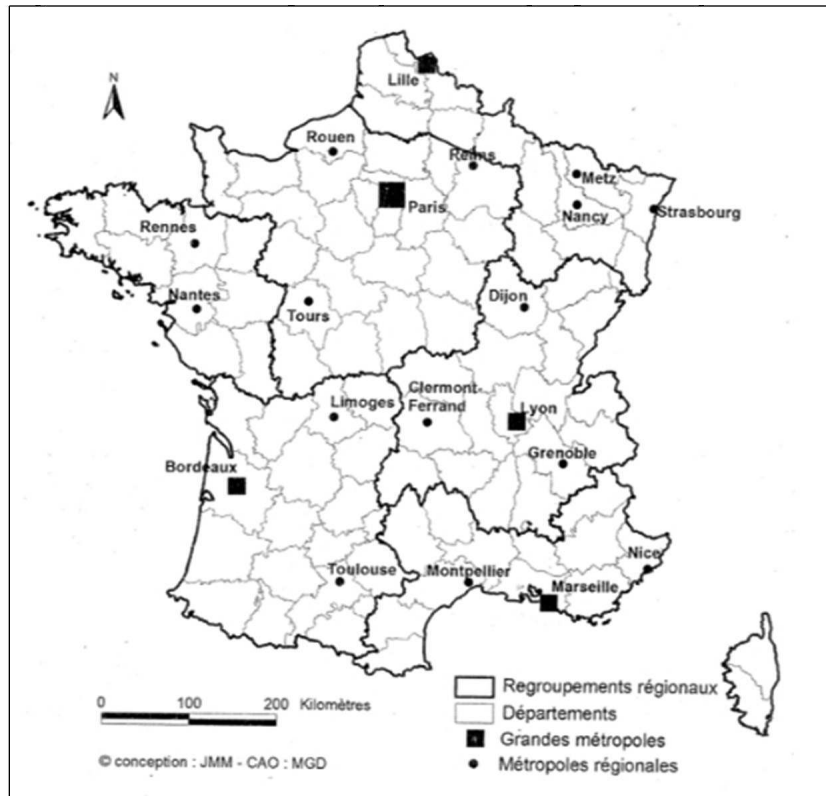 N
Lille
Rouen
Reims
Metz
Paris
Nancy
Strasbourg
Rennes
Nantes
Tours
Dijon
Clermont-
Ferrand
Limoges
Lyon
Grenoble
Bordeaux
Toulouse
Montpellier
Nice
Marseille
Regroupements régionaux
Départements
Grandes métropoles
Métropoles régionales
0 100 200 Kilomètres
© conception : JMM - CAO : MGD